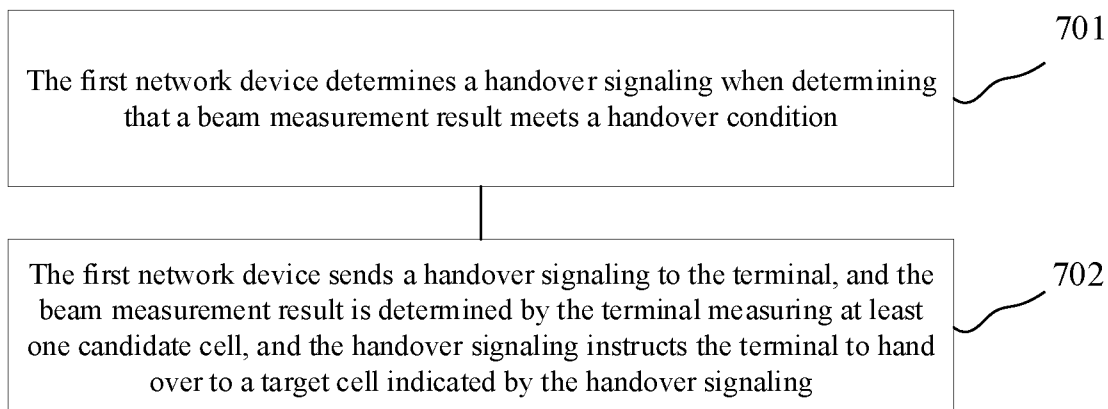 701
The first network device determines a handover signaling when determining
that a beam measurement result meets a handover condition
702
The first network device sends a handover signaling to the terminal, and the
beam measurement result is determined by the terminal measuring at least
one candidate cell, and the handover signaling instructs the terminal to hand
over to a target cell indicated by the handover signaling